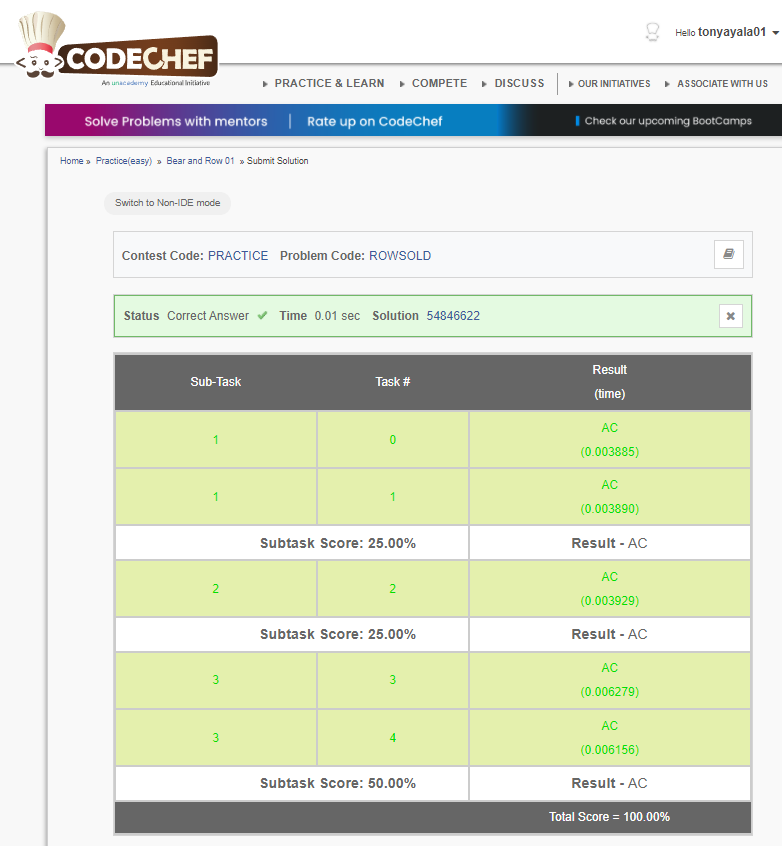 CODECHEF
An unacademy Educational Initiative
Hello tonyayala01
PRACTICE & LEARN COMPETE DISCUSS OUR INITIATIVES ASSOCIATE WITH US
Solve Problems with mentors | Rate up on CodeChef Check our upcoming BootCamps
Home » Practice(easy) » Bear and Row 01 » Submit Solution
Switch to Non-IDE mode
Contest Code: PRACTICE Problem Code: ROWSOLD
Status Correct Answer ✔ Time 0.01 sec Solution 54846622
Sub-Task Task # Result
(time)
1 0 AC
(0.003885)
1 1 AC
(0.003890)
Subtask Score: 25.00% Result - AC
2 2 AC
(0.003929)
Subtask Score: 25.00% Result - AC
3 3 AC
(0.006279)
3 4 AC
(0.006156)
Subtask Score: 50.00% Result - AC
Total Score = 100.00%